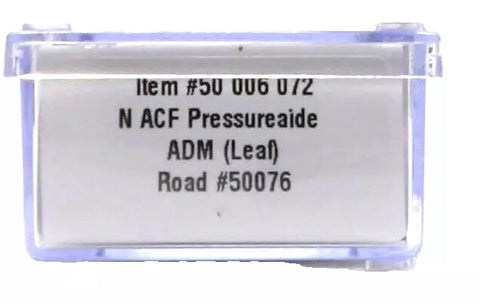 Item #50 006 072
N ACF Pressureaide
ADM (Leaf)
Road #50076